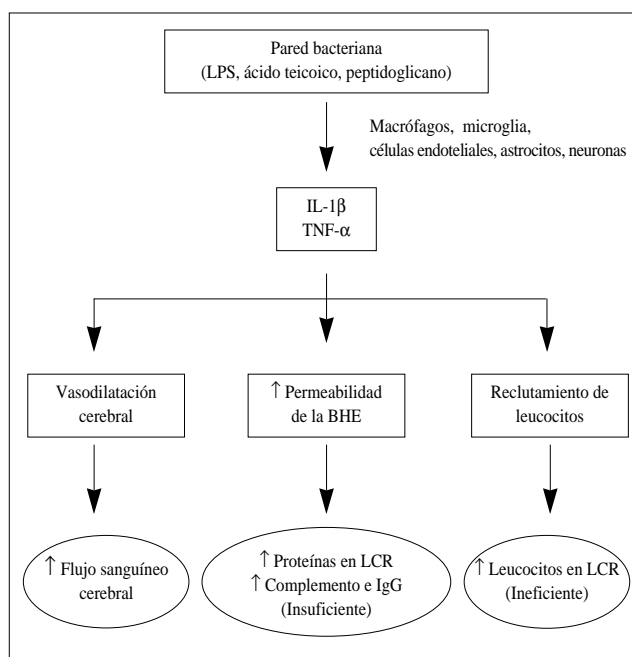 Pared bacteriana
(LPS, ácido teicoico, peptidoglicano)
Macrófagos, microglia,
células endoteliales, astrocitos, neuronas
IL-1β
TNF-α
Vasodilatación
cerebral
↑ Permeabilidad
de la BHE
Reclutamiento de
leucocitos
↑ Flujo sanguíneo
cerebral
↑ Proteínas en LCR
↑ Complemento e IgG
(Insuficiente)
↑ Leucocitos en LCR
(Ineficiente)